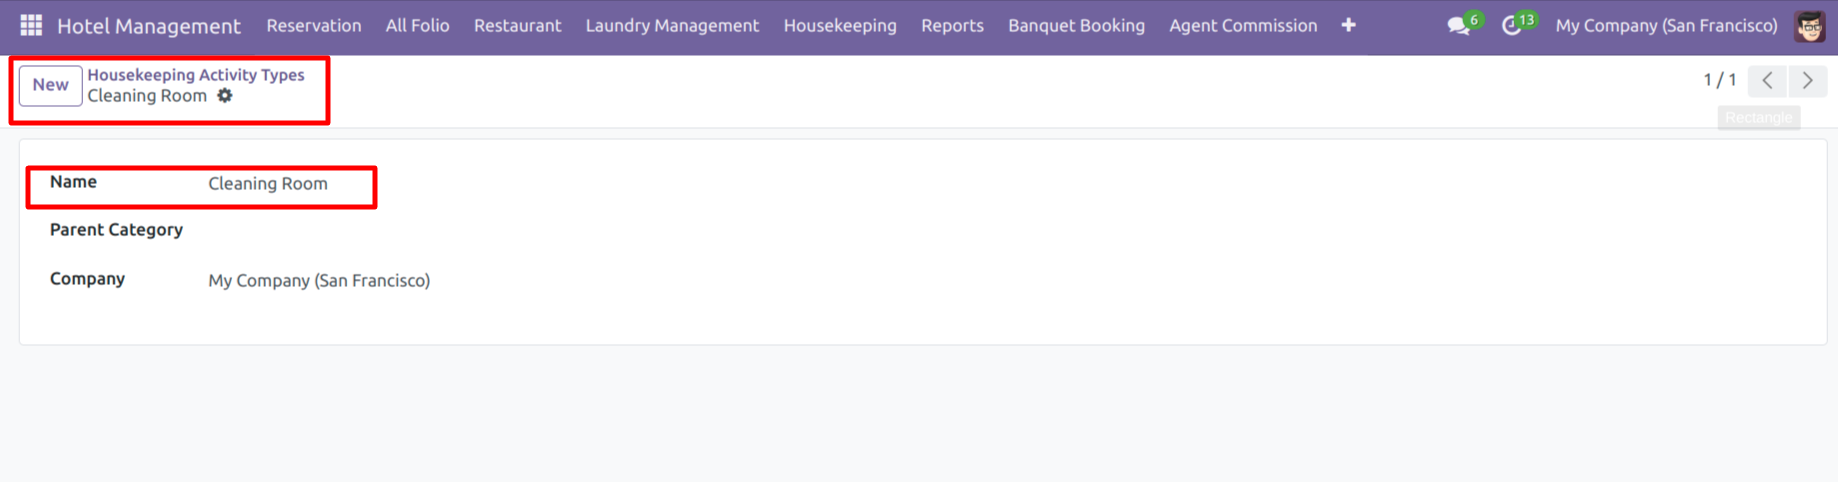 Hotel Management Reservation All Folio Restaurant Laundry Management Housekeeping Reports Banquet Booking Agent Commission + 6 13 My Company (San Francisco)
New Housekeeping Activity Types 1 / 1
Cleaning Room
Rectangle
Name Cleaning Room
Parent Category
Company My Company (San Francisco)